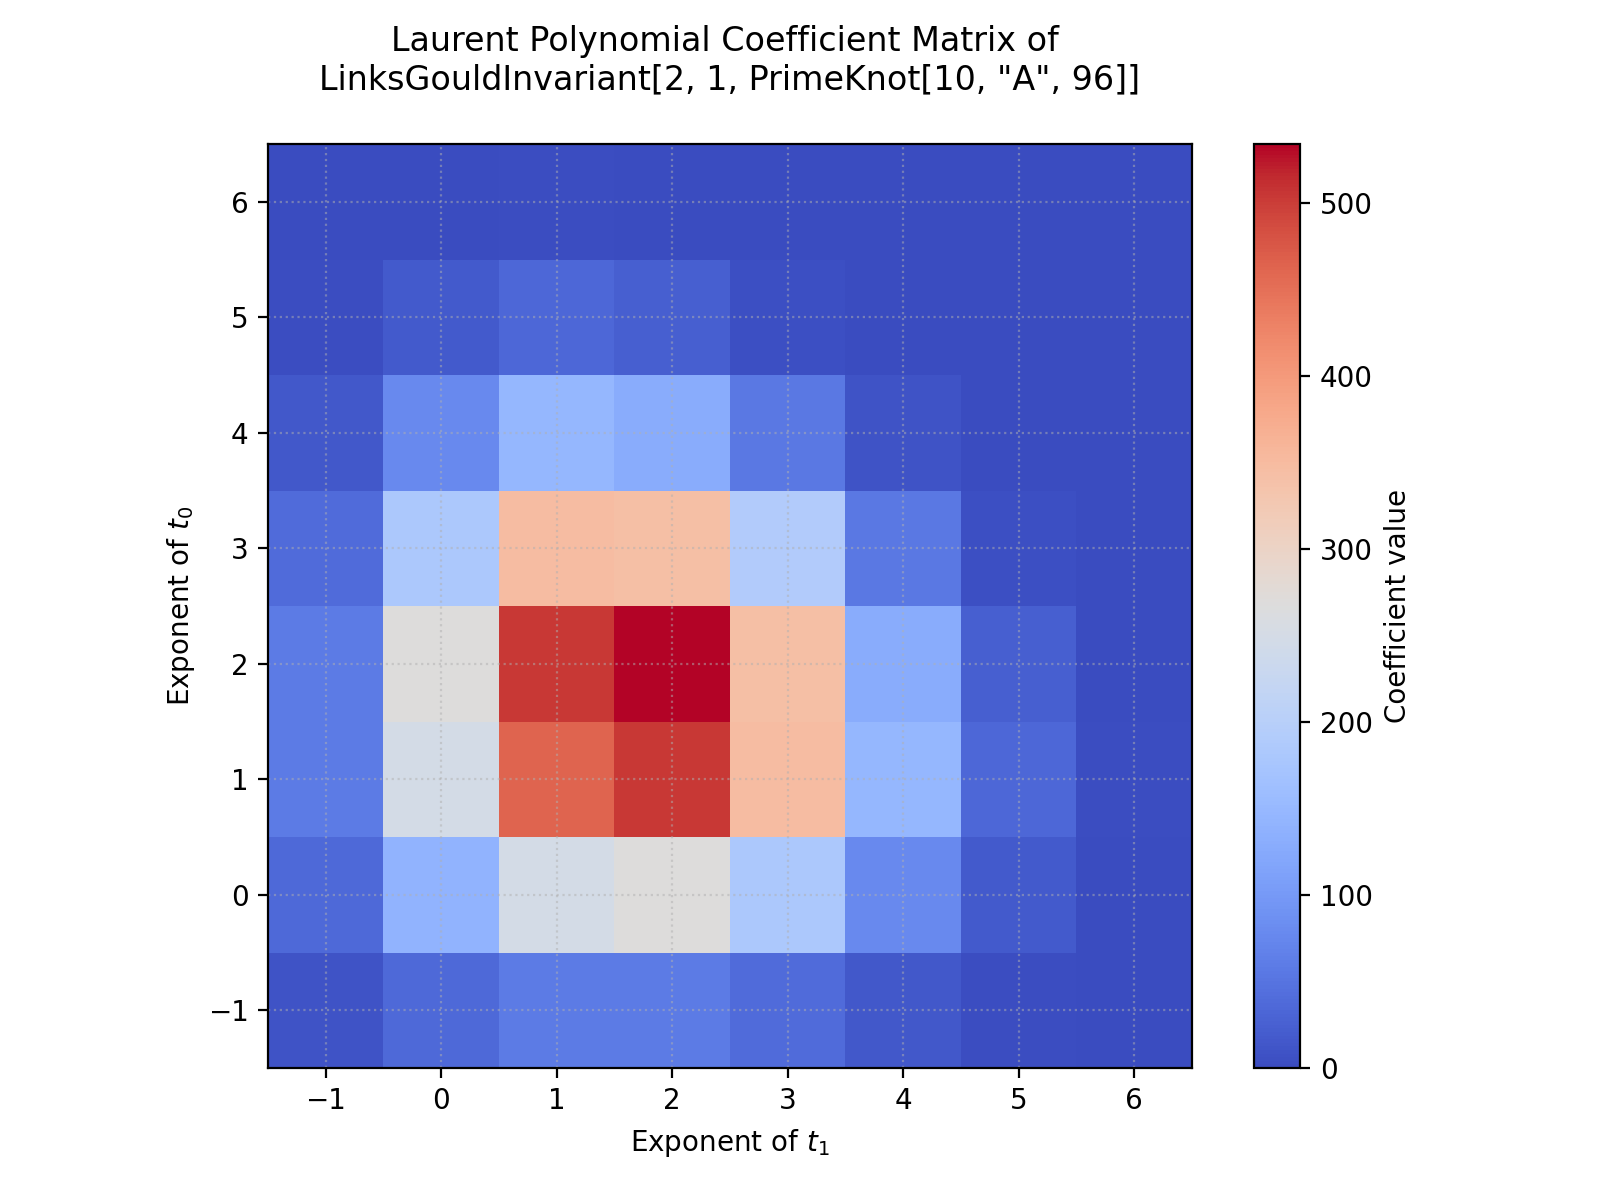 Laurent Polynomial Coefficient Matrix of
LinksGouldInvariant[2, 1, PrimeKnot[10, "A", 96]]
6
5
4
3
2
1
0
−1
Exponent of t₀
−1 0 1 2 3 4 5 6
Exponent of t₁
500
400
300
200
100
0
Coefficient value